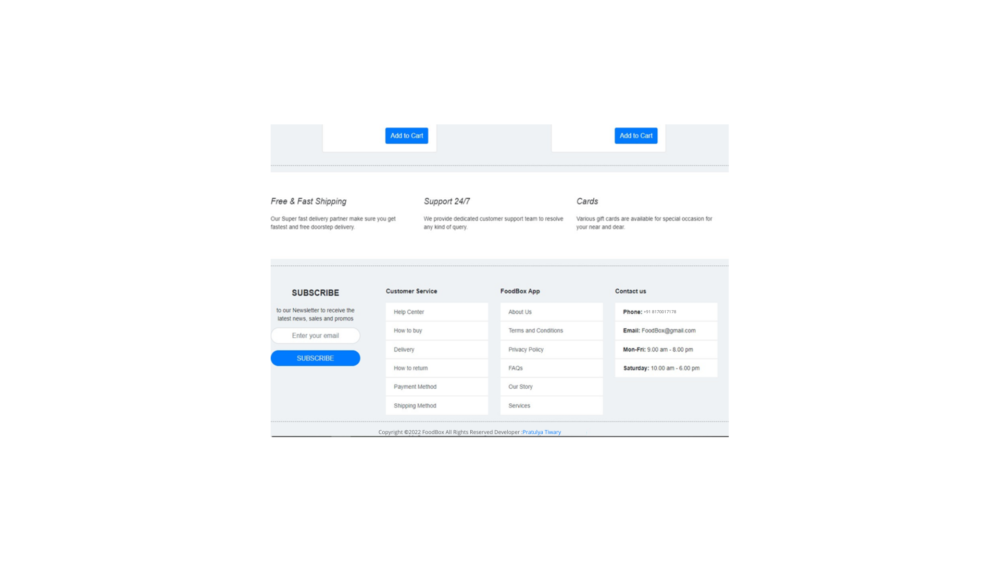 Add to Cart
Add to Cart
Free & Fast Shipping
Our Super fast delivery partner make sure you get
fastest and free doorstep delivery.
Support 24/7
We provide dedicated customer support team to resolve
any kind of query.
Cards
Various gift cards are available for special occasion for
your near and dear.
SUBSCRIBE
to our Newsletter to receive the
latest news, sales and promos
Enter your email
SUBSCRIBE
Customer Service
Help Center
How to buy
Delivery
How to return
Payment Method
Shipping Method
FoodBox App
About Us
Terms and Conditions
Privacy Policy
FAQs
Our Story
Services
Contact us
Phone: +91 8170017178
Email: FoodBox@gmail.com
Mon-Fri: 9.00 am - 8.00 pm
Saturday: 10.00 am - 6.00 pm
Copyright ©2022 FoodBox All Rights Reserved Developer :Pratulya Tiwary